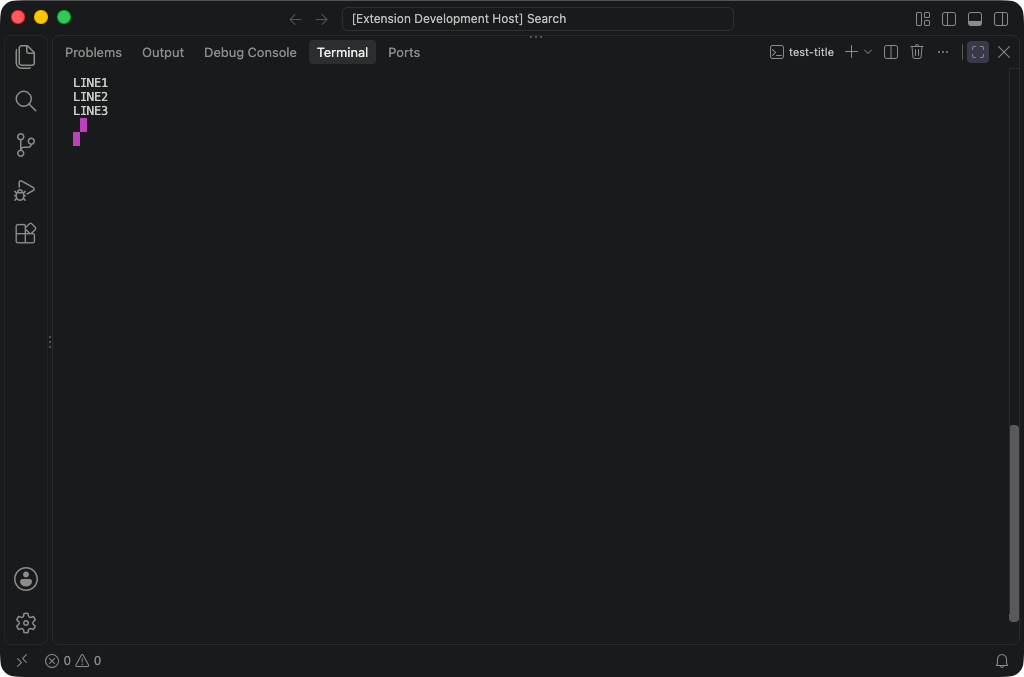 [Extension Development Host] Search
Problems Output Debug Console Terminal Ports test-title
LINE1
LINE2
LINE3
0 0